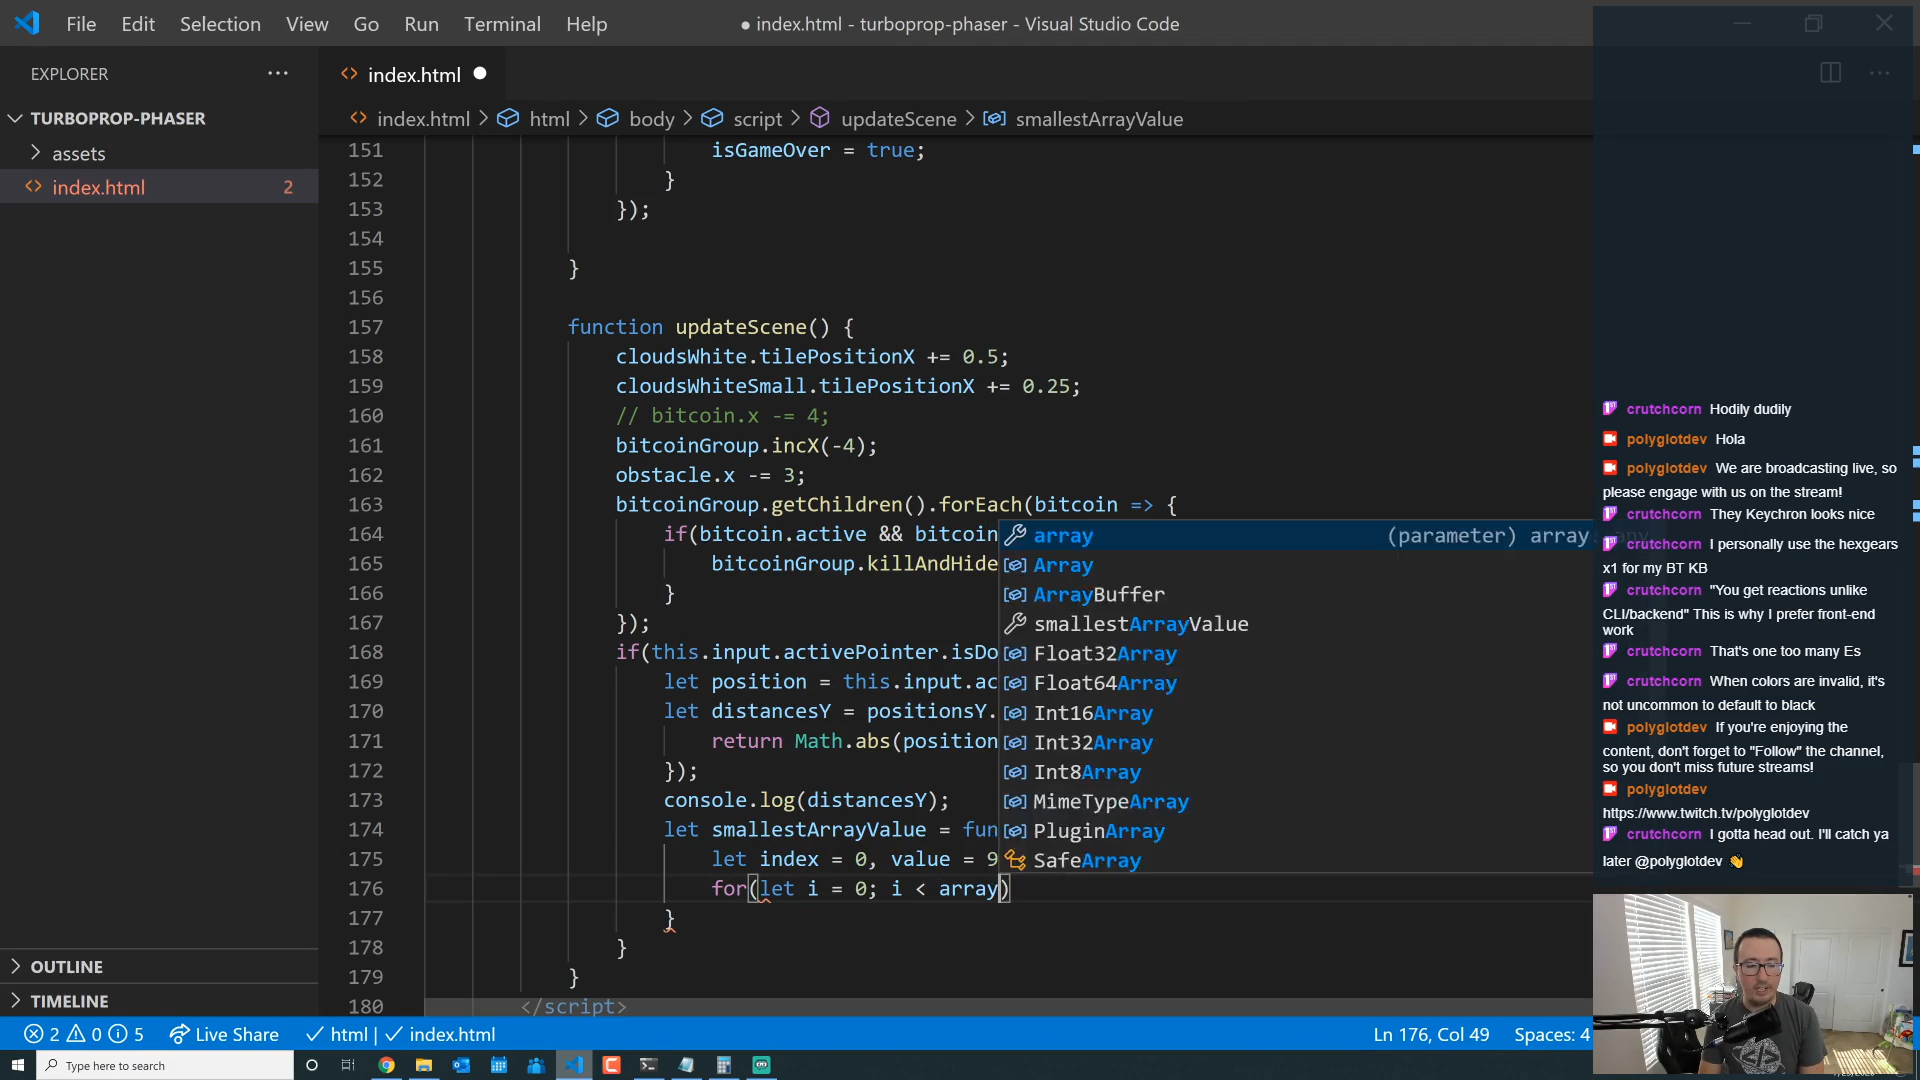 File Edit Selection View Go Run Terminal Help
● index.html - turboprop-phaser - Visual Studio Code
EXPLORER
TURBOPROP-PHASER
assets
index.html 2
OUTLINE
TIMELINE
index.html
index.html > html > body > script > updateScene > smallestArrayValue
151 isGameOver = true;
152 }
153 });
154
155 }
156
157 function updateScene() {
158 cloudsWhite.tilePositionX += 0.5;
159 cloudsWhiteSmall.tilePositionX += 0.25;
160 // bitcoin.x -= 4;
161 bitcoinGroup.incX(-4);
162 obstacle.x -= 3;
163 bitcoinGroup.getChildren().forEach(bitcoin => {
164 if(bitcoin.active && bitcoin
165 bitcoinGroup.killAndHide
166 }
167 });
168 if(this.input.activePointer.isDo
169 let position = this.input.ac
170 let distancesY = positionsY.
171 return Math.abs(position
172 });
173 console.log(distancesY);
174 let smallestArrayValue = fun
175 let index = 0, value = 9
176 for(let i = 0; i < array)
177 }
178 }
179 }
180 </script>
array (parameter) array: any
Array
ArrayBuffer
smallestArrayValue
Float32Array
Float64Array
Int16Array
Int32Array
Int8Array
MimeTypeArray
PluginArray
SafeArray
crutchcorn Hodily dudily
polyglotdev Hola
polyglotdev We are broadcasting live, so
please engage with us on the stream!
crutchcorn They Keychron looks nice
crutchcorn I personally use the hexgears
x1 for my BT KB
crutchcorn "You get reactions unlike
CLI/backend" This is why I prefer front-end
work
crutchcorn That's one too many Es
crutchcorn When colors are invalid, it's
not uncommon to default to black
polyglotdev If you're enjoying the
content, don't forget to "Follow" the channel,
so you don't miss future streams!
polyglotdev
https://www.twitch.tv/polyglotdev
crutchcorn I gotta head out. I'll catch ya
later @polyglotdev 👋
2 0 5 Live Share html | index.html
Ln 176, Col 49 Spaces: 4
Type here to search